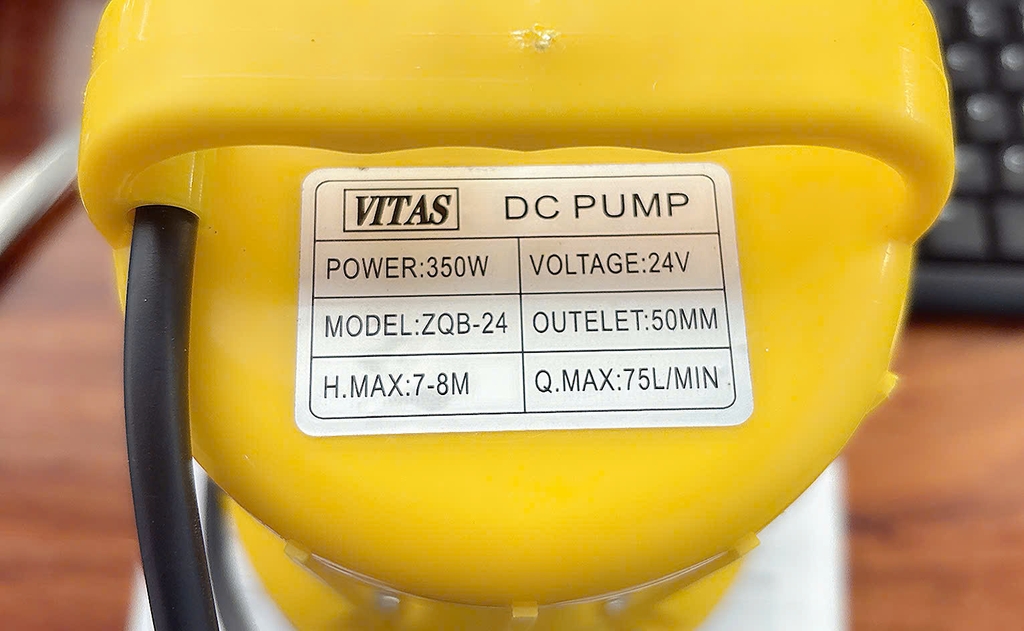 VITAS DC PUMP
POWER:350W VOLTAGE:24V
MODEL:ZQB-24 OUTELET:50MM
H.MAX:7-8M Q.MAX:75L/MIN